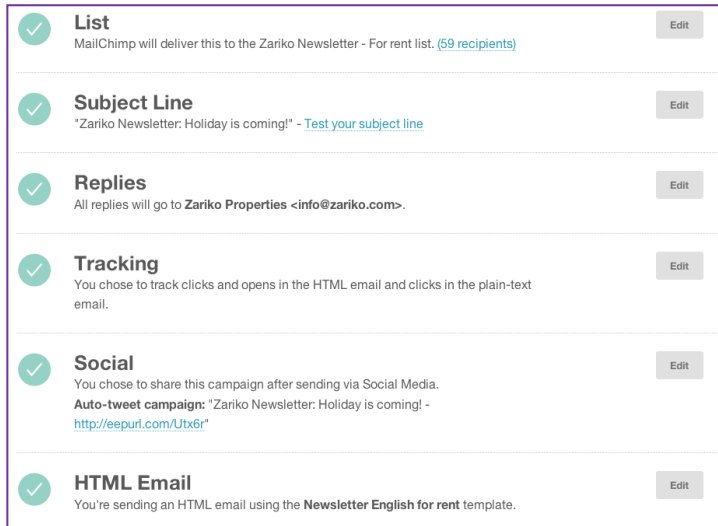 List
Edit
MailChimp will deliver this to the Zariko Newsletter - For rent list. (59 recipients)
Subject Line
Edit
"Zariko Newsletter: Holiday is coming!" - Test your subject line
Replies
Edit
All replies will go to Zariko Properties <info@zariko.com>.
Tracking
Edit
You chose to track clicks and opens in the HTML email and clicks in the plain-text
email.
Social
Edit
You chose to share this campaign after sending via Social Media.
Auto-tweet campaign: "Zariko Newsletter: Holiday is coming! -
http://eepurl.com/Utx6r"
HTML Email
Edit
You're sending an HTML email using the Newsletter English for rent template.